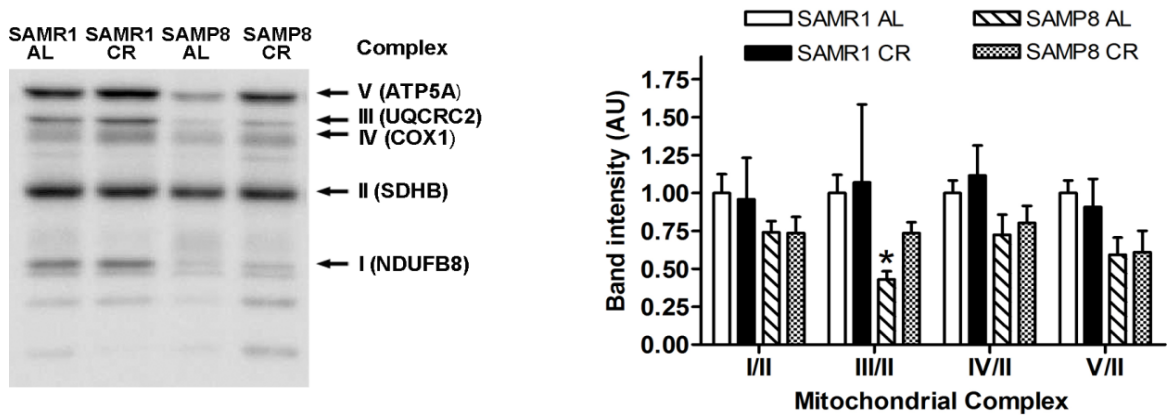 SAMR1 SAMR1 SAMP8 SAMP8
AL CR AL CR
Complex
V (ATP5A)
III (UQCRC2)
IV (COX1)
II (SDHB)
I (NDUFB8)
SAMR1 AL SAMP8 AL
SAMR1 CR SAMP8 CR
Band intensity (AU)
1.75
1.50
1.25
1.00
0.75
0.50
0.25
0.00
*
I/II III/II IV/II V/II
Mitochondrial Complex